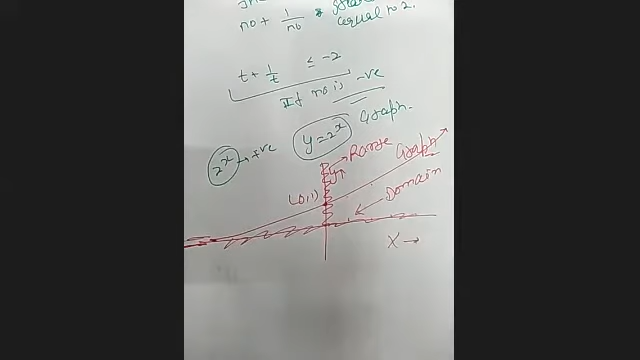 no + 1/no
equal to 2.
t + 1/t ≤ -2
If no is -ve
Graph.
2^x → +ve
y = 2^x
Range
Graph
y↑
(0,1)
Domain
X →